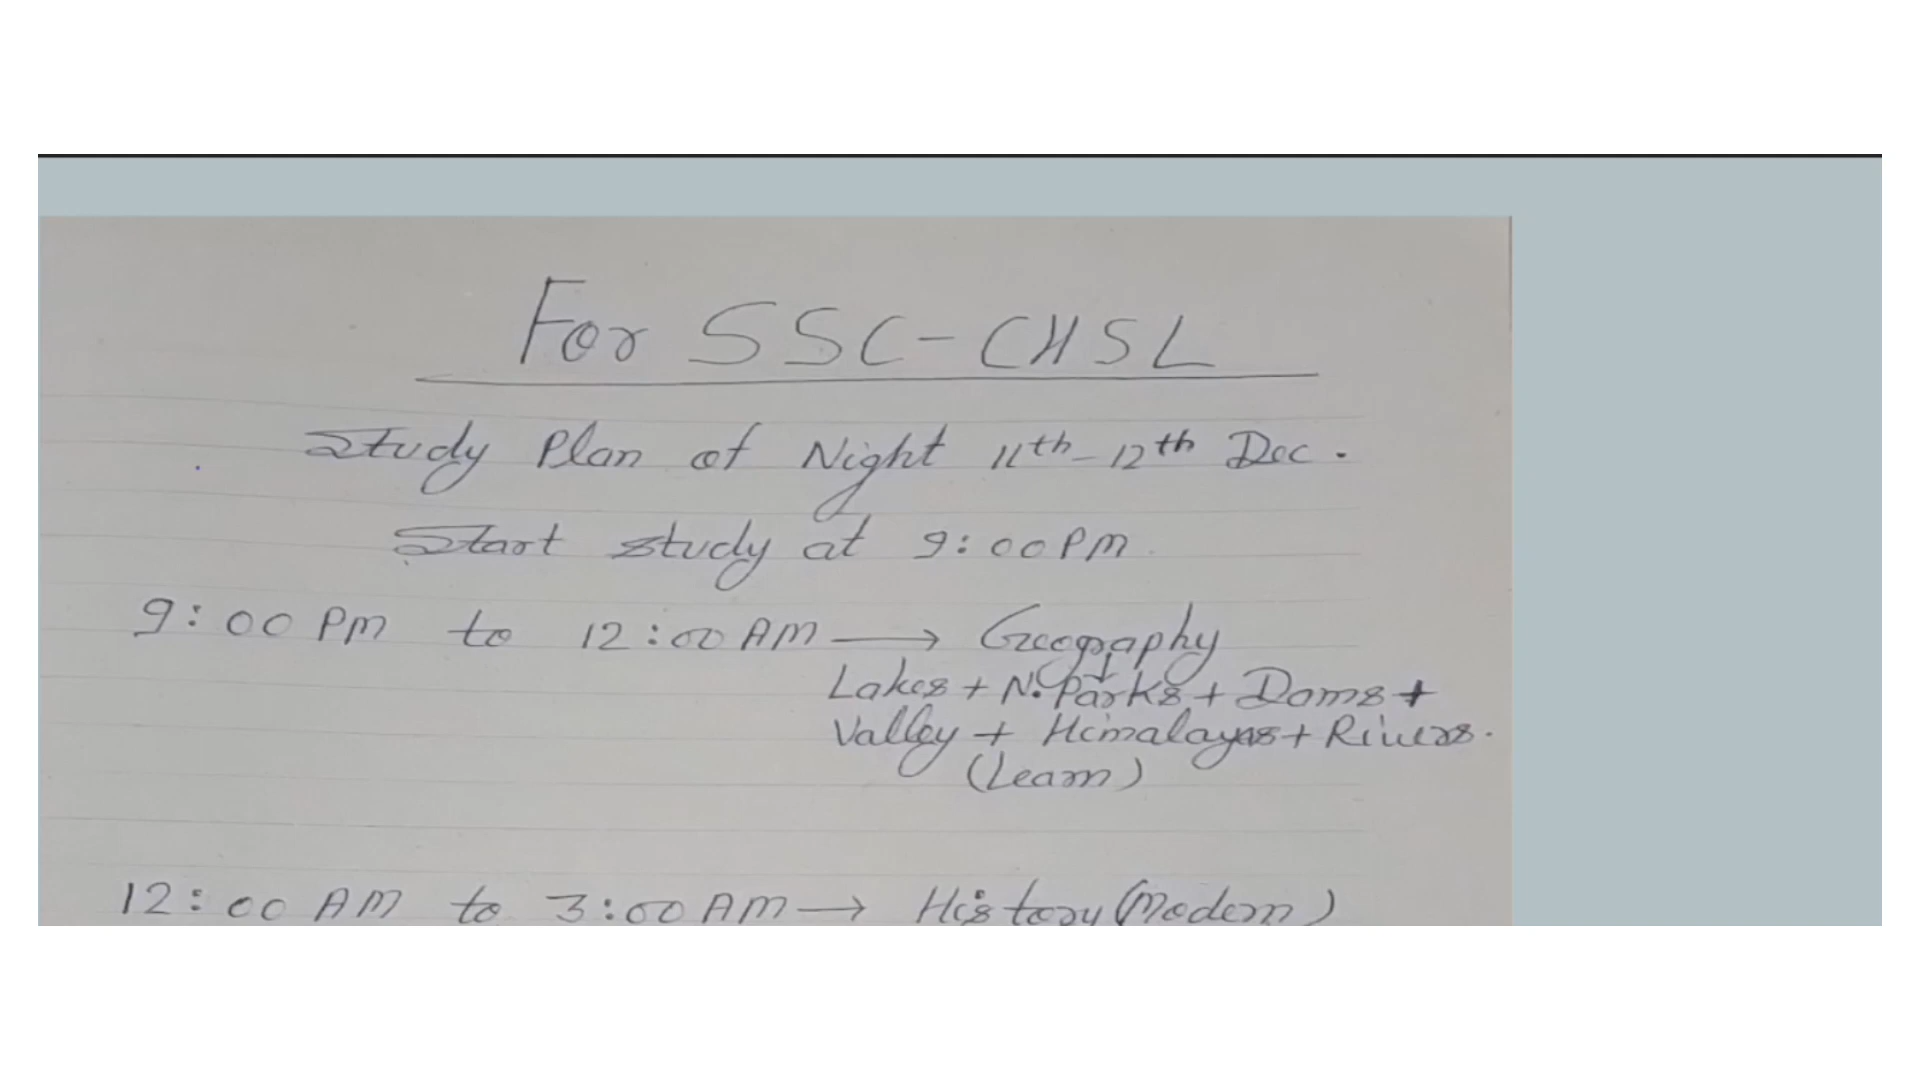 For SSC-CHSL
Study Plan of Night 11th-12th Dec.
Start study at 9:00PM
9:00 PM to 12:00 AM → Geography
↓
Lakes + N. Parks + Dams +
Valley + Himalayas + Rivers.
(Learn)
12:00 AM to 3:00 AM → History (Modern)